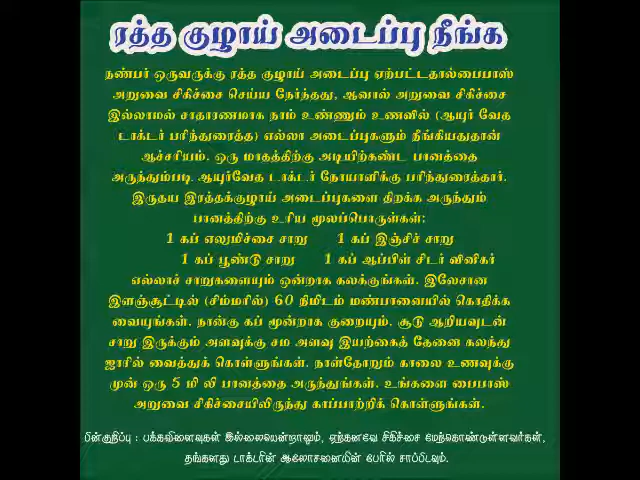 ரத்த குழாய் அடைப்பு நீங்க
நண்பர் ஒருவருக்கு ரத்த குழாய் அடைப்பு ஏற்பட்டதால்பைபாஸ்
அறுவை சிகிச்சை செய்ய நேர்ந்தது, ஆவால் அறுவை சிகிச்சை
இல்லாமல் சாதாரணமாக நாம் உண்ணும் உணவில் (ஆயுர் வேத
டாக்டர் பரிந்துரைத்த) எல்லா அடைப்புகளும் நீங்கியதுதான்
ஆச்சரியம். ஒரு மாதத்திற்கு அடியிற்கண்ட பானத்தை
அருந்தும்படி. ஆயுர்வேத டாக்டர் நோயாளிக்கு பரிந்துரைத்தார்.
இருதய இரத்தக்குழாய் அடைப்புகளை திறக்க அருந்தும்
பானத்திற்கு உரிய மூலப்பொருள்கள்:
1 கப் எலுமிச்சை சாறு 1 கப் இஞ்சிச் சாறு
1 கப் பூண்டு சாறு 1 கப் ஆப்பிள் சிடர் வினிகர்
எல்லாச் சாறுகளையும் ஒன்றாக கலக்குங்கள். இலேசான
இளஞ்சூட்டில் (சிம்மரில்) 60 நிமிடம் மண்பானையில் கொதிக்க
வையுங்கள். நான்கு கப் மூன்றாக குறையும். சூடு ஆறியவுடன்
சாறு இருக்கும் அளவுக்கு சம அளவு இயற்கைத் தேனை கலந்து
ஜாரில் வைத்துக் கொள்ளுங்கள். நாள்தோறும் காலை உணவுக்கு
முன் ஒரு 5 மி லி பானத்தை அருந்துங்கள். உங்களை பைபாஸ்
அறுவை சிகிச்சையிலிருந்து காப்பாற்றிக் கொள்ளுங்கள்.
பின்குறிப்பு : பக்கவிளைவுகள் இல்லையென்றாலும், ஏற்கனவே சிகிச்சை மேற்கொண்டுள்ளவர்கள்,
தங்களது டாக்டரின் ஆலோசனையின் பேரில் சாப்பிடவும்.